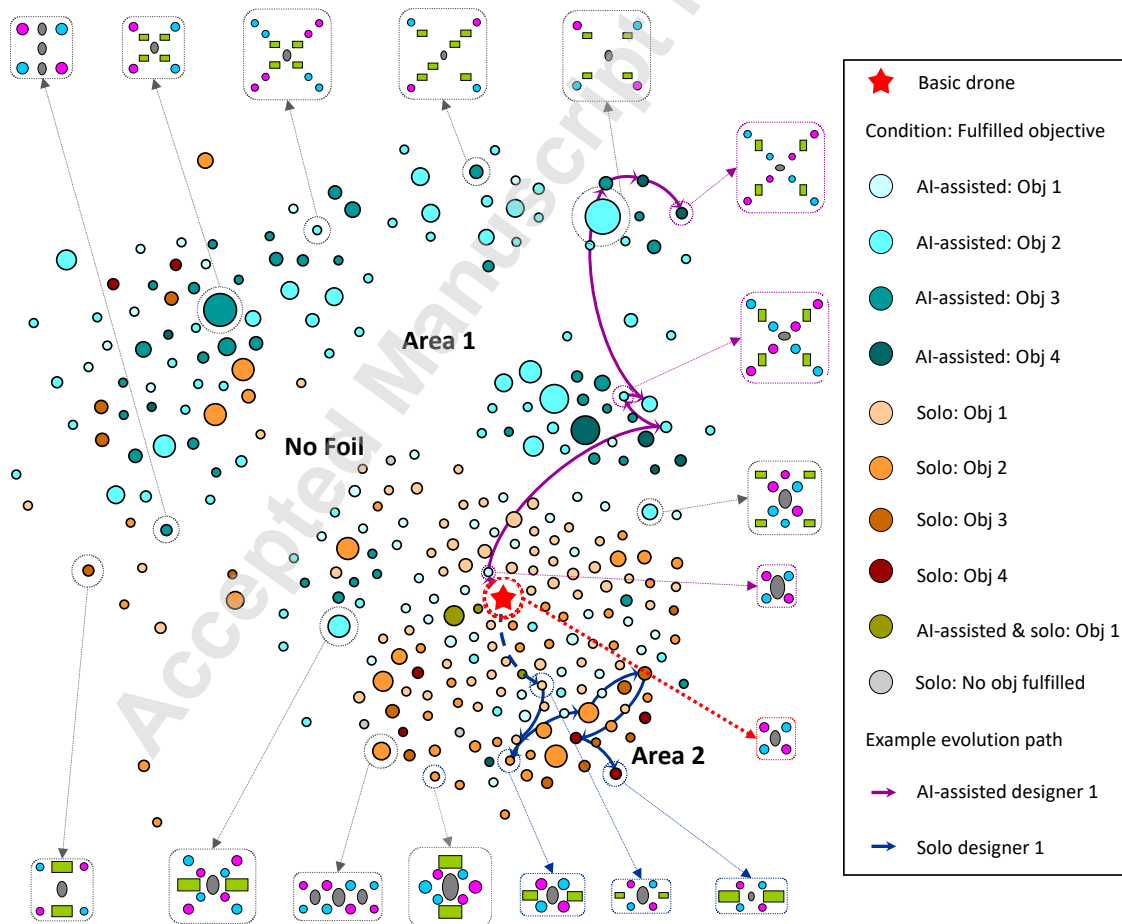 Accepted Manuscript
Area 1
No Foil
Area 2
Basic drone
Condition: Fulfilled objective
AI-assisted: Obj 1
AI-assisted: Obj 2
AI-assisted: Obj 3
AI-assisted: Obj 4
Solo: Obj 1
Solo: Obj 2
Solo: Obj 3
Solo: Obj 4
AI-assisted & solo: Obj 1
Solo: No obj fulfilled
Example evolution path
AI-assisted designer 1
Solo designer 1